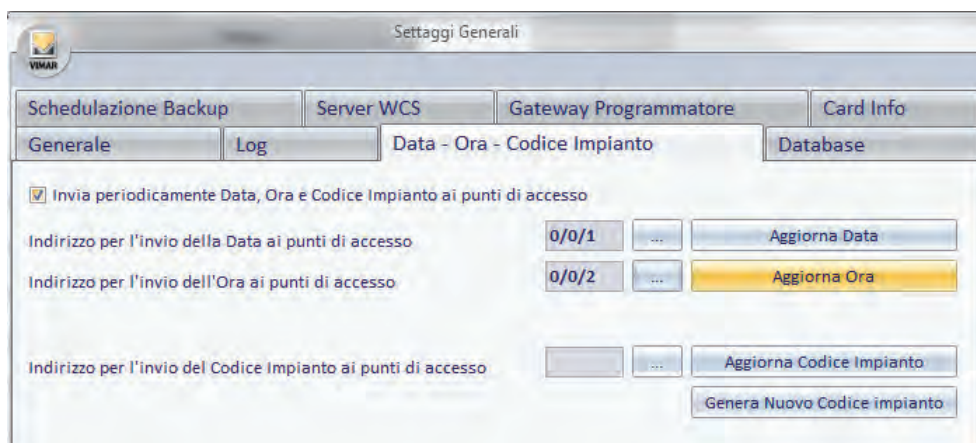 Settaggi Generali
VIMAR
Schedulazione Backup Server WCS Gateway Programmatore Card Info
Generale Log Data - Ora - Codice Impianto Database
Invia periodicamente Data, Ora e Codice Impianto ai punti di accesso
Indirizzo per l'invio della Data ai punti di accesso 0/0/1 ... Aggiorna Data
Indirizzo per l'invio dell'Ora ai punti di accesso 0/0/2 ... Aggiorna Ora
Indirizzo per l'invio del Codice Impianto ai punti di accesso ... Aggiorna Codice Impianto
Genera Nuovo Codice impianto